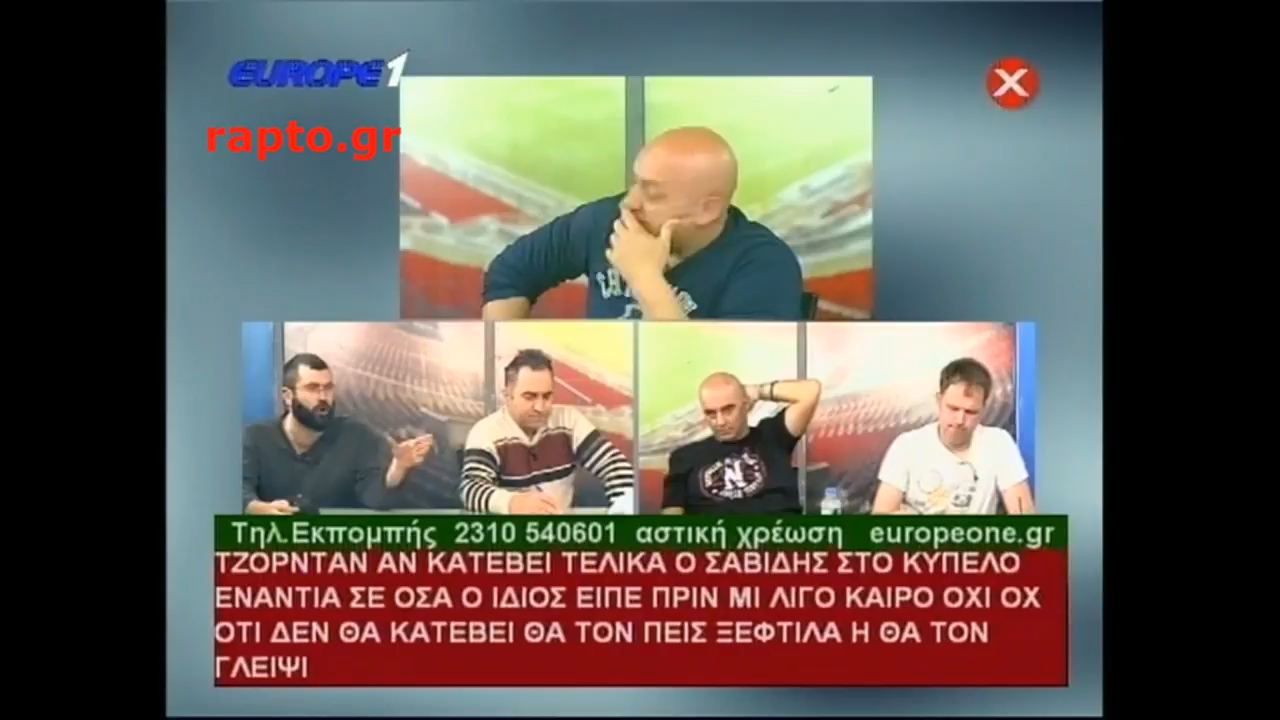 EUROPE 1
X
rapto.gr
N
Τηλ.Εκπομπής 2310 540601 αστική χρέωση europeone.gr
ΤΖΟΡΝΤΑΝ ΑΝ ΚΑΤΕΒΕΙ ΤΕΛΙΚΑ Ο ΣΑΒΙΔΗΣ ΣΤΟ ΚΥΠΕΛΟ
ΕΝΑΝΤΙΑ ΣΕ ΟΣΑ Ο ΙΔΙΟΣ ΕΙΠΕ ΠΡΙΝ ΜΙ ΛΙΓΟ ΚΑΙΡΟ ΟΧΙ ΟΧ
ΟΤΙ ΔΕΝ ΘΑ ΚΑΤΕΒΕΙ ΘΑ ΤΟΝ ΠΕΙΣ ΞΕΦΤΙΛΑ Η ΘΑ ΤΟΝ
ΓΛΕΙΨΙ